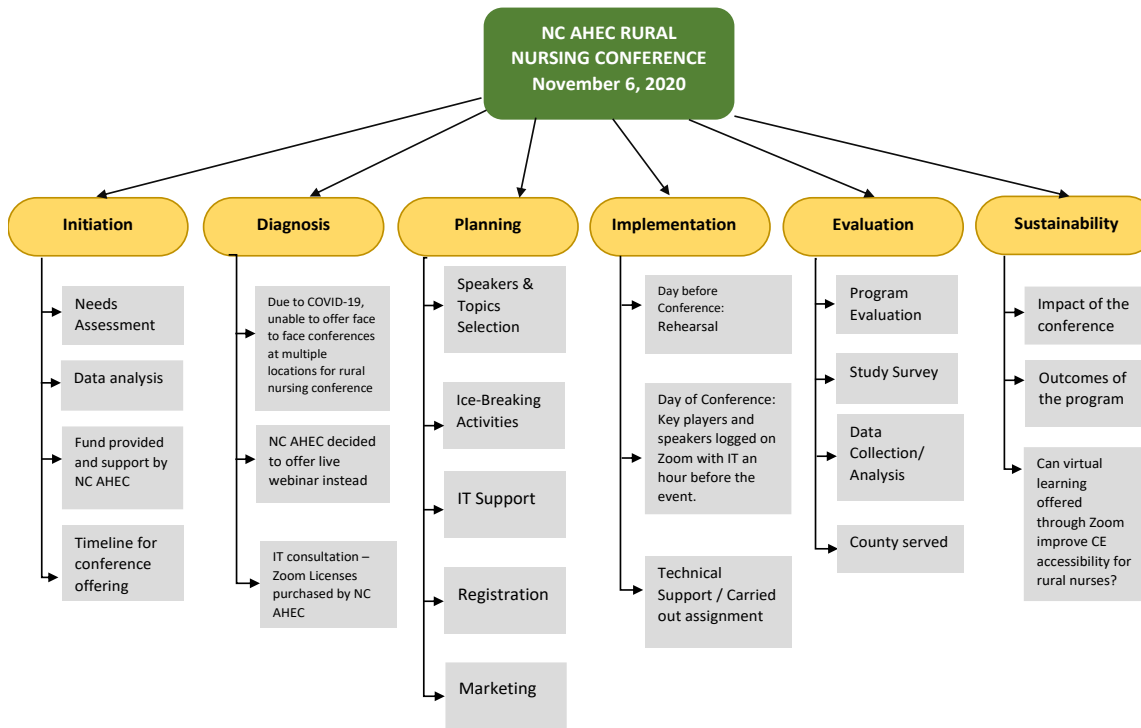 NC AHEC RURAL
NURSING CONFERENCE
November 6, 2020
Initiation
Needs
Assessment
Data analysis
Fund provided
and support by
NC AHEC
Timeline for
conference
offering
Diagnosis
Due to COVID-19,
unable to offer face
to face conferences
at multiple
locations for rural
nursing conference
NC AHEC decided
to offer live
webinar instead
IT consultation –
Zoom Licenses
purchased by NC
AHEC
Planning
Speakers &
Topics
Selection
Ice-Breaking
Activities
IT Support
Registration
Marketing
Implementation
Day before
Conference:
Rehearsal
Day of Conference:
Key players and
speakers logged on
Zoom with IT an
hour before the
event.
Technical
Support / Carried
out assignment
Evaluation
Program
Evaluation
Study Survey
Data
Collection/
Analysis
County served
Sustainability
Impact of the
conference
Outcomes of
the program
Can virtual
learning
offered
through Zoom
improve CE
accessibility for
rural nurses?